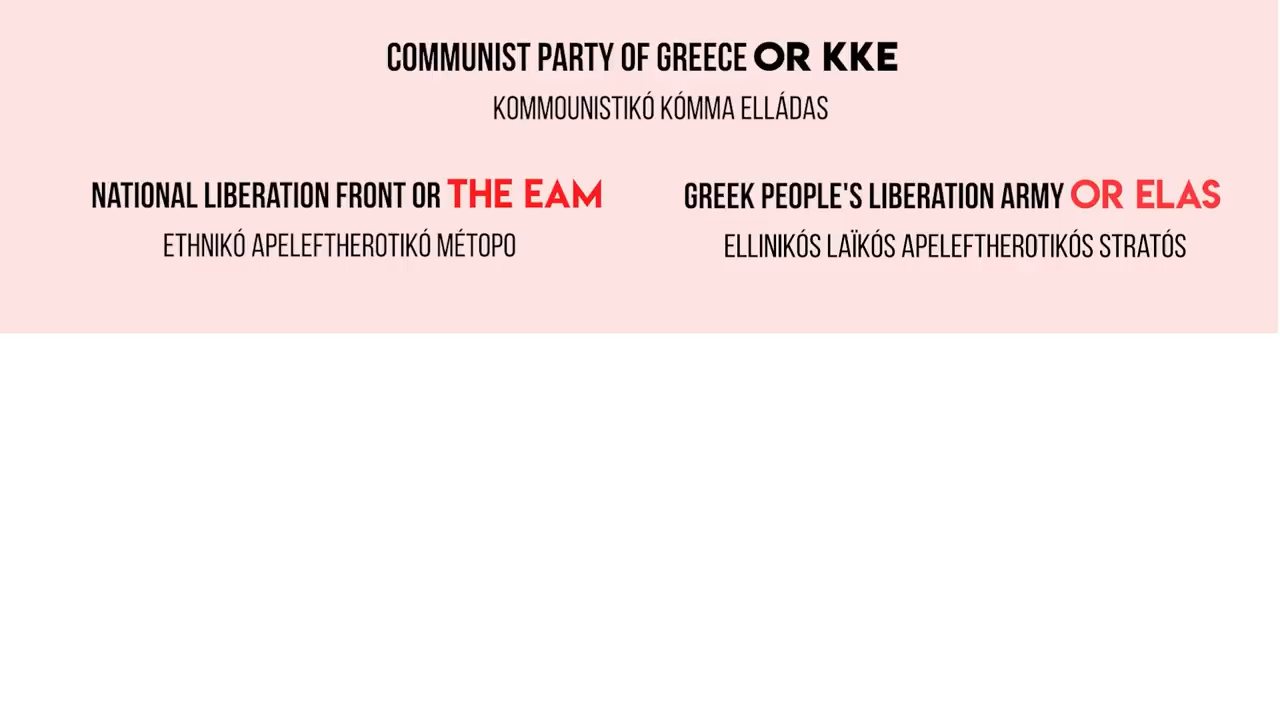 COMMUNIST PARTY OF GREECE OR KKE
KOMMOUNISTIKÓ KÓMMA ELLÁDAS
NATIONAL LIBERATION FRONT OR THE EAM
ETHNIKÓ APELEFTHEROTIKÓ MÉTOPO
GREEK PEOPLE'S LIBERATION ARMY OR ELAS
ELLINIKÓS LAÏKÓS APELEFTHEROTIKÓS STRATÓS